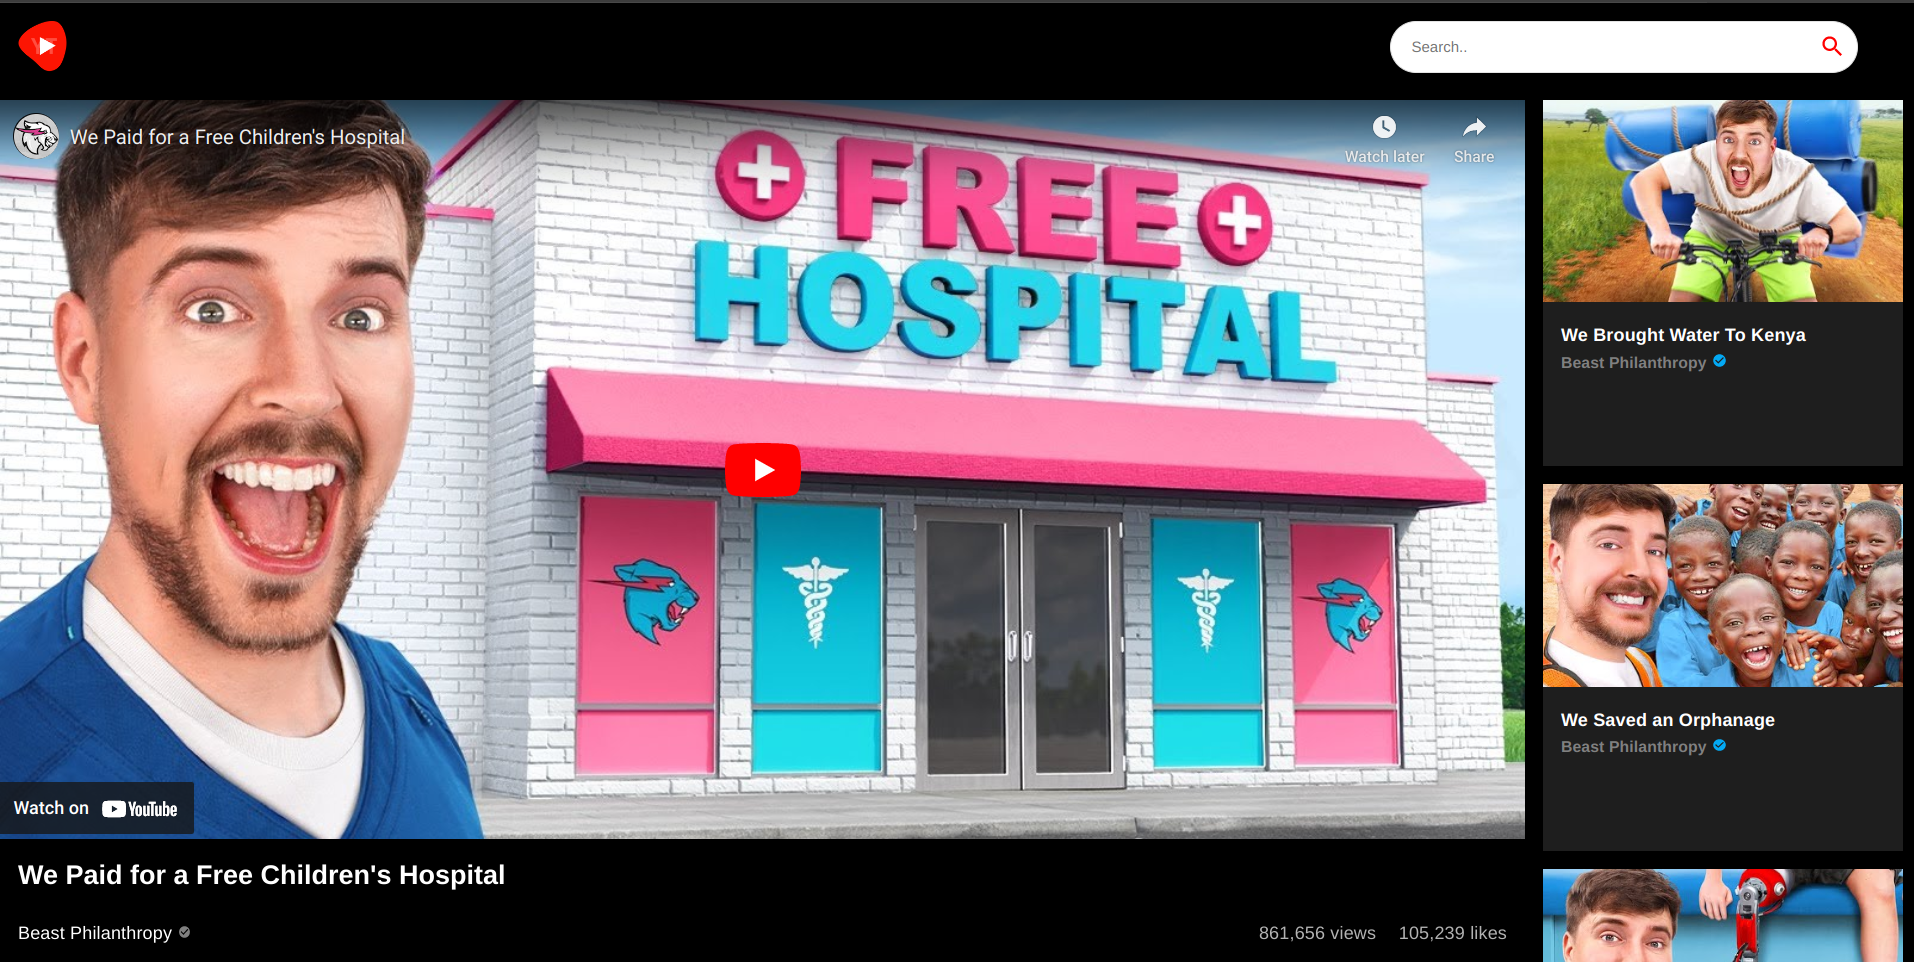 Search..
We Paid for a Free Children's Hospital
Watch later
Share
FREE
HOSPITAL
Watch on YouTube
We Paid for a Free Children's Hospital
Beast Philanthropy
861,656 views
105,239 likes
We Brought Water To Kenya
Beast Philanthropy
We Saved an Orphanage
Beast Philanthropy